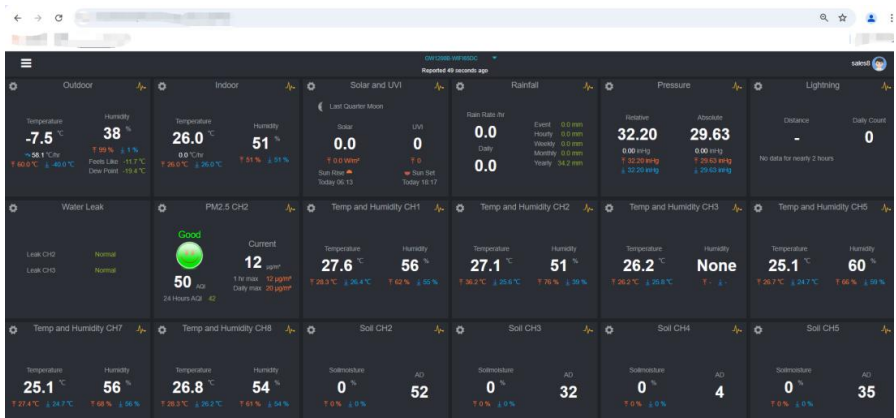 GW1200B-WIFI95DC
Reported 49 seconds ago
sales8
Outdoor
Temperature
-7.5 °C
58.1 °C/hr
↑ 60.0 °C ↓ -40.0 °C
Humidity
38 %
↑ 99 % ↓ 1 %
Feels Like -11.7 °C
Dew Point -19.4 °C
Indoor
Temperature
26.0 °C
0.0 °C/hr
↑ 26.0 °C ↓ 26.0 °C
Humidity
51 %
↑ 51 % ↓ 51 %
Solar and UVI
Last Quarter Moon
Solar
0.0
↑ 0.0 W/m²
UVI
0
↑ 0
Sun Rise
Today 06:13
Sun Set
Today 18:17
Rainfall
Rain Rate /hr
0.0
Daily
0.0
Event 0.0 mm
Hourly 0.0 mm
Weekly 0.0 mm
Monthly 0.0 mm
Yearly 34.2 mm
Pressure
Relative
32.20
0.00 inHg
↑ 32.20 inHg
↓ 32.20 inHg
Absolute
29.63
0.00 inHg
↑ 29.63 inHg
↓ 29.63 inHg
Lightning
Distance
-
No data for nearly 2 hours
Daily Count
0
Water Leak
Leak CH2 Normal
Leak CH3 Normal
PM2.5 CH2
Good
50 AQI
24 Hours AQI 42
Current
12 µg/m³
1 hr max 12 µg/m³
Daily max 20 µg/m³
Temp and Humidity CH1
Temperature
27.6 °C
↑ 28.3 °C ↓ 26.4 °C
Humidity
56 %
↑ 62 % ↓ 55 %
Temp and Humidity CH2
Temperature
27.1 °C
↑ 36.2 °C ↓ 25.6 °C
Humidity
51 %
↑ 76 % ↓ 39 %
Temp and Humidity CH3
Temperature
26.2 °C
↑ 26.2 °C ↓ 25.8 °C
Humidity
None
↑ - ↓ -
Temp and Humidity CH5
Temperature
25.1 °C
↑ 26.7 °C ↓ 24.7 °C
Humidity
60 %
↑ 66 % ↓ 59 %
Temp and Humidity CH7
Temperature
25.1 °C
↑ 27.4 °C ↓ 24.7 °C
Humidity
56 %
↑ 68 % ↓ 56 %
Temp and Humidity CH8
Temperature
26.8 °C
↑ 28.3 °C ↓ 26.2 °C
Humidity
54 %
↑ 61 % ↓ 54 %
Soil CH2
Soilmoisture
0 %
↑ 0 % ↓ 0 %
AD
52
Soil CH3
Soilmoisture
0 %
↑ 0 % ↓ 0 %
AD
32
Soil CH4
Soilmoisture
0 %
↑ 0 % ↓ 0 %
AD
4
Soil CH5
Soilmoisture
0 %
↑ 0 % ↓ 0 %
AD
35